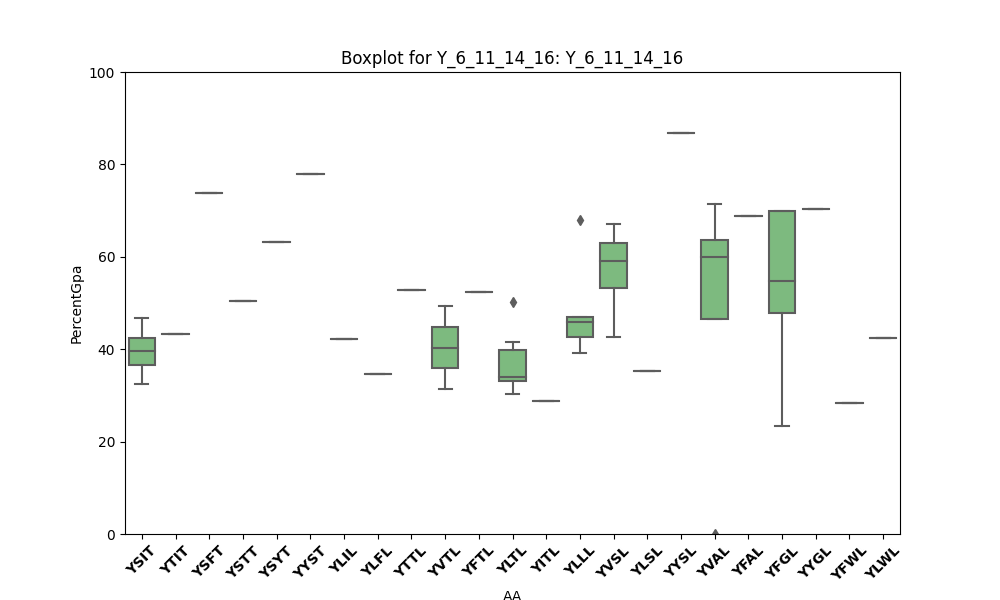 Boxplot for Y_6_11_14_16: Y_6_11_14_16
100
80
60
40
20
0
PercentGpa
YSIT YTIT YSFT YSTT YSYT YYST YLIL YLFL YTTL YVTL YFTL YLTL YITL YLLL YVSL YLSL YYSL YVAL YFAL YFGL YYGL YFWL YLWL
AA